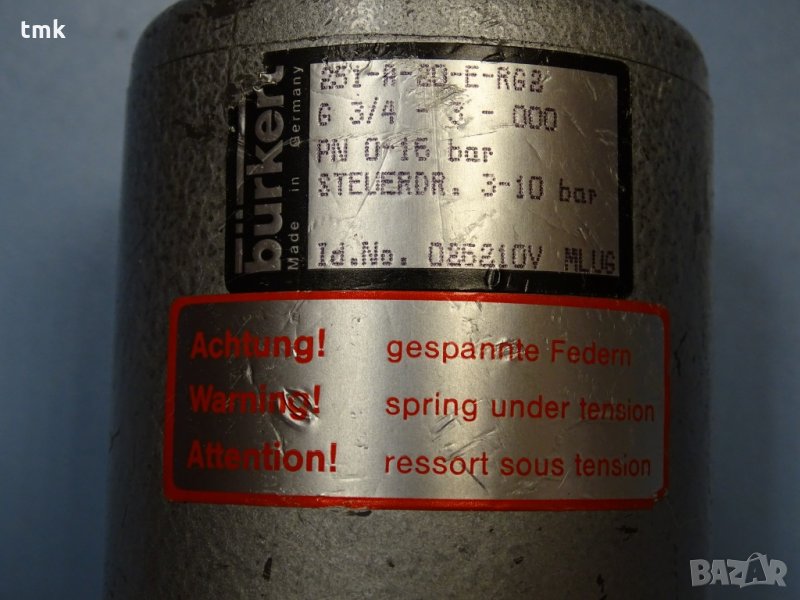 tmk
bürkert
Made in Germany
251-A-20-E-RG2
G 3/4 - 3 - 000
PN 0-16 bar
STEUERDR. 3-10 bar
Id.No. 026210V MLUG
Achtung! gespannte Federn
Warning! spring under tension
Attention! ressort sous tension
BAZAR